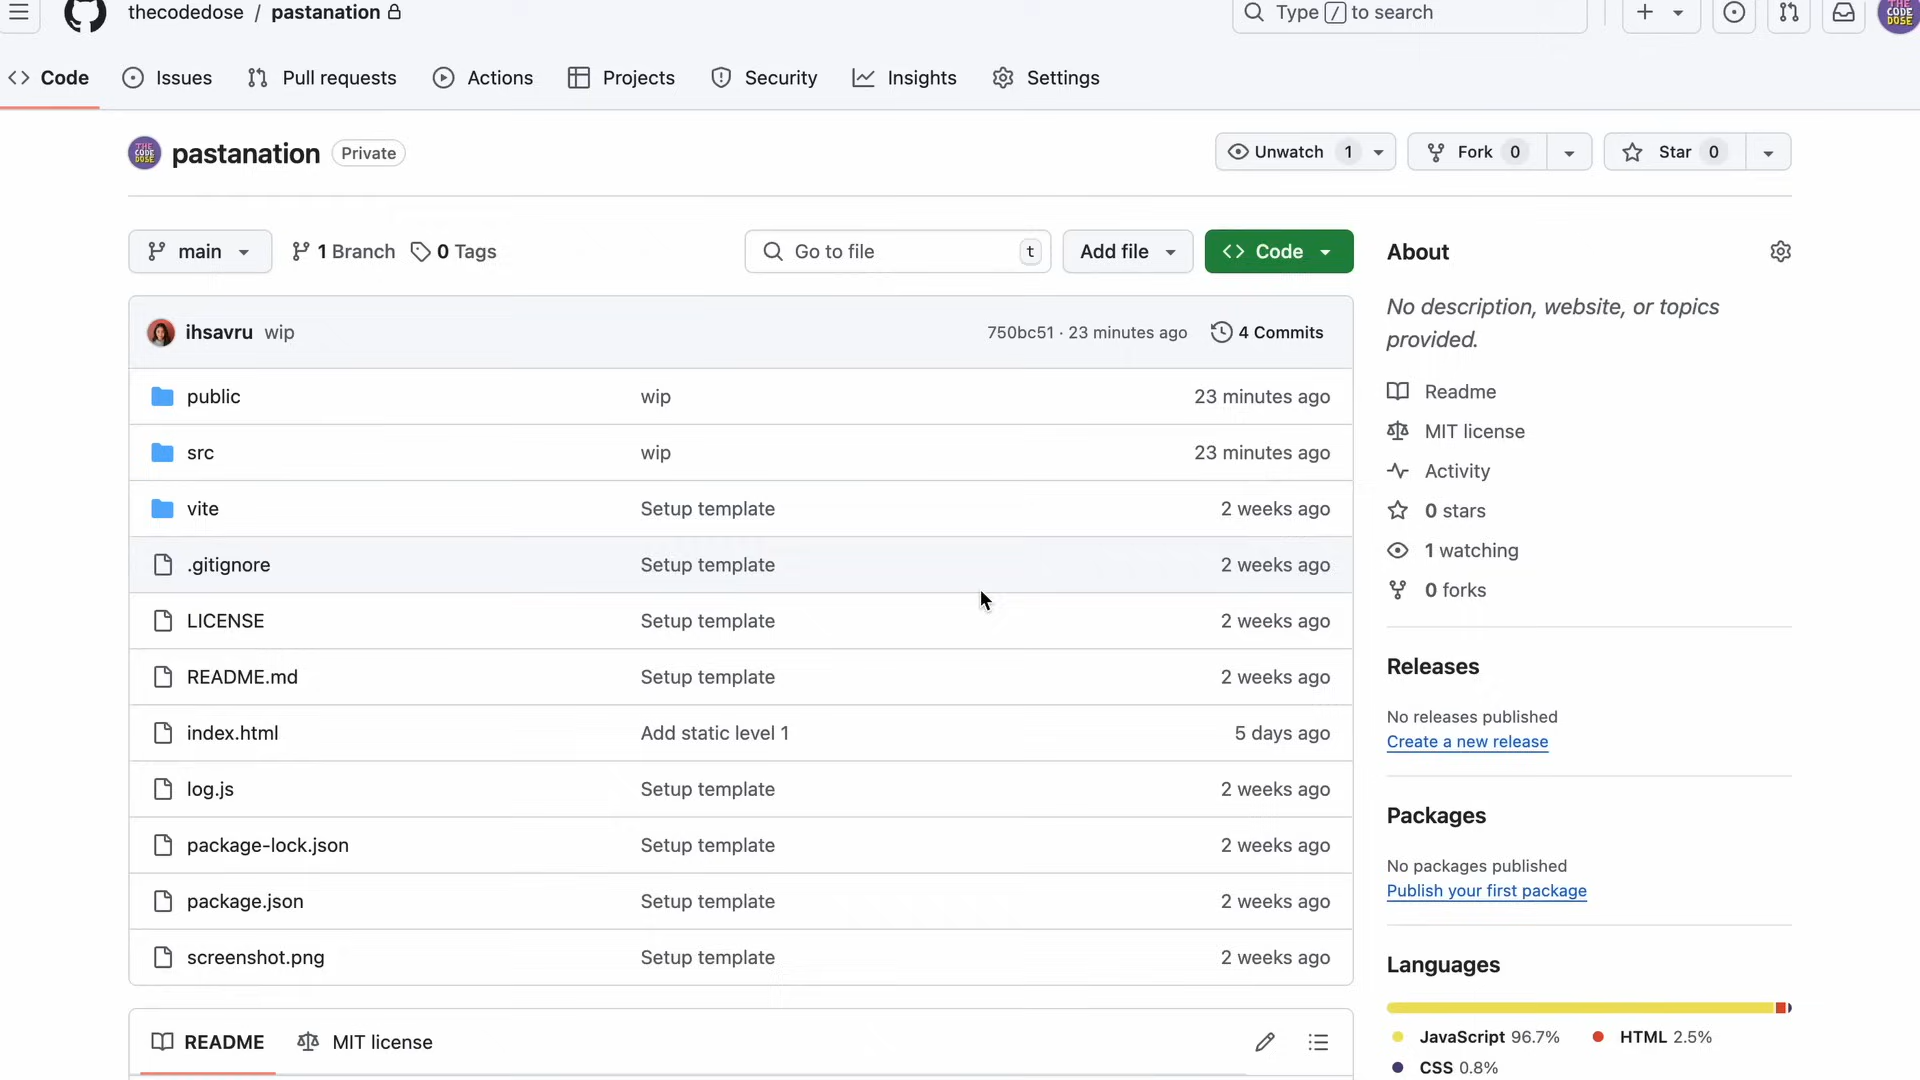 thecodedose / pastanation
Type / to search
THE CODE DOSE
Code Issues Pull requests Actions Projects Security Insights Settings
THE CODE DOSE
pastanation Private Unwatch 1 Fork 0 Star 0
main 1 Branch 0 Tags Go to file t Add file Code
ihsavru wip 750bc51 · 23 minutes ago 4 Commits
public wip 23 minutes ago
src wip 23 minutes ago
vite Setup template 2 weeks ago
.gitignore Setup template 2 weeks ago
LICENSE Setup template 2 weeks ago
README.md Setup template 2 weeks ago
index.html Add static level 1 5 days ago
log.js Setup template 2 weeks ago
package-lock.json Setup template 2 weeks ago
package.json Setup template 2 weeks ago
screenshot.png Setup template 2 weeks ago
README MIT license
About
No description, website, or topics
provided.
Readme
MIT license
Activity
0 stars
1 watching
0 forks
Releases
No releases published
Create a new release
Packages
No packages published
Publish your first package
Languages
JavaScript 96.7% HTML 2.5%
CSS 0.8%